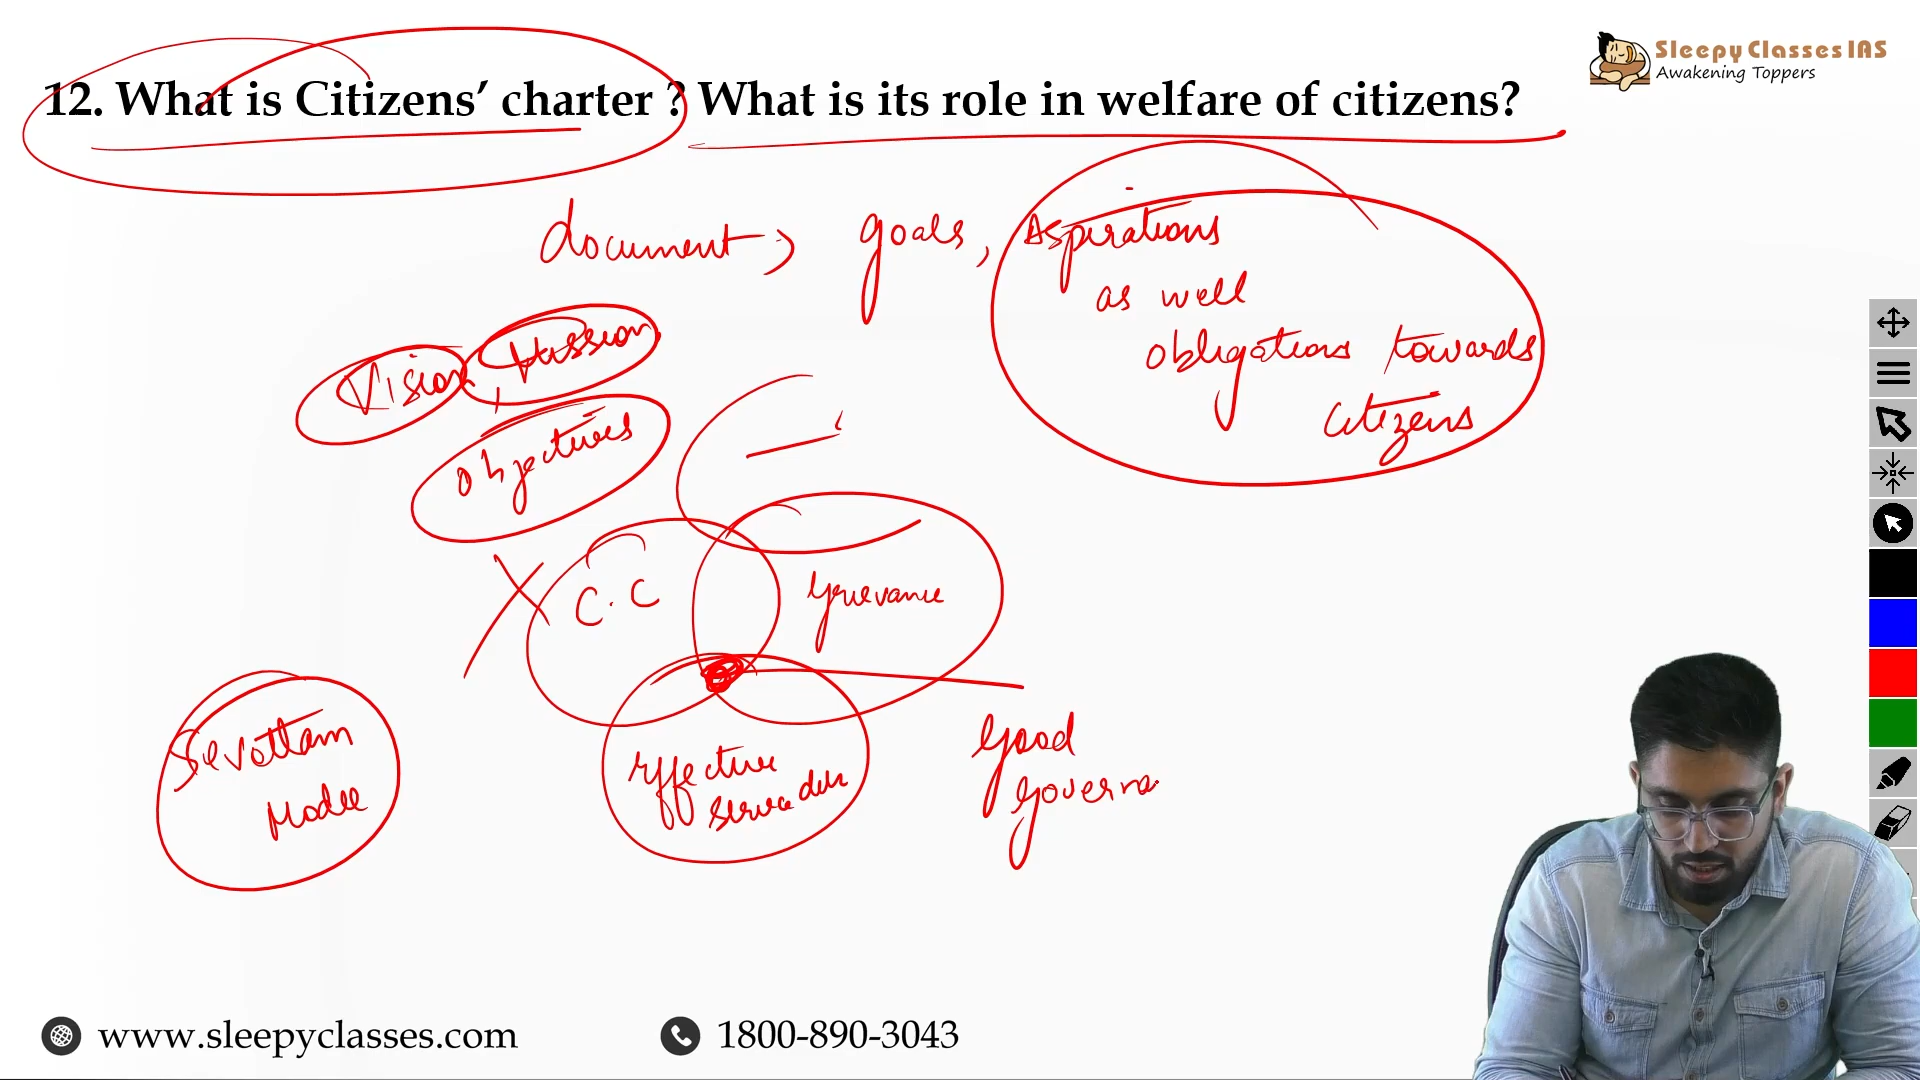 Sleepy Classes IAS
Awakening Toppers
12. What is Citizens’ charter ? What is its role in welfare of citizens?
document → goals, Aspirations
as well
obligations towards
Citizens
Vision, Mission
Objectives
C.C
Grievance
Sevottam
Model
Effective
Service
Good
Governa
www.sleepyclasses.com
1800-890-3043